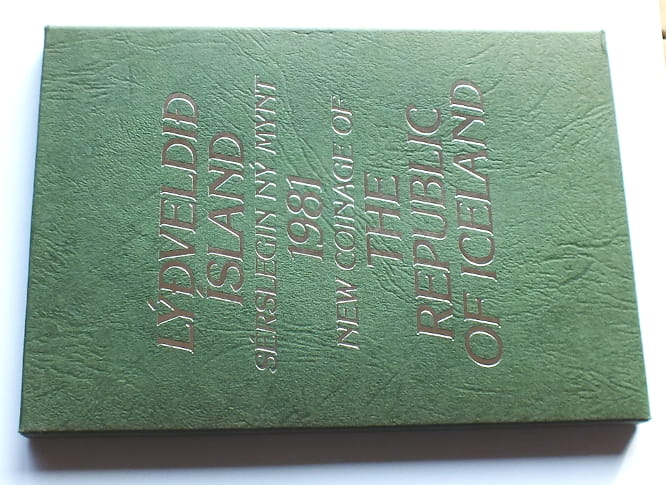 LÝÐVELDIÐ
ÍSLAND
SÉRSLEGIN NÝ MYNT
1981
NEW COINAGE OF
THE
REPUBLIC
OF ICELAND